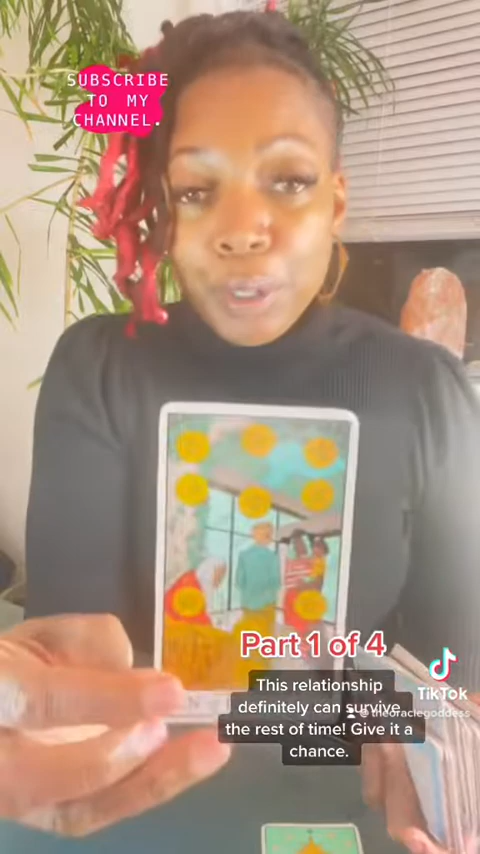 SUBSCRIBE
TO MY
CHANNEL.
Part 1 of 4
This relationship
definitely can survive
the rest of time! Give it a
chance.
TikTok
@theoraclegoddess